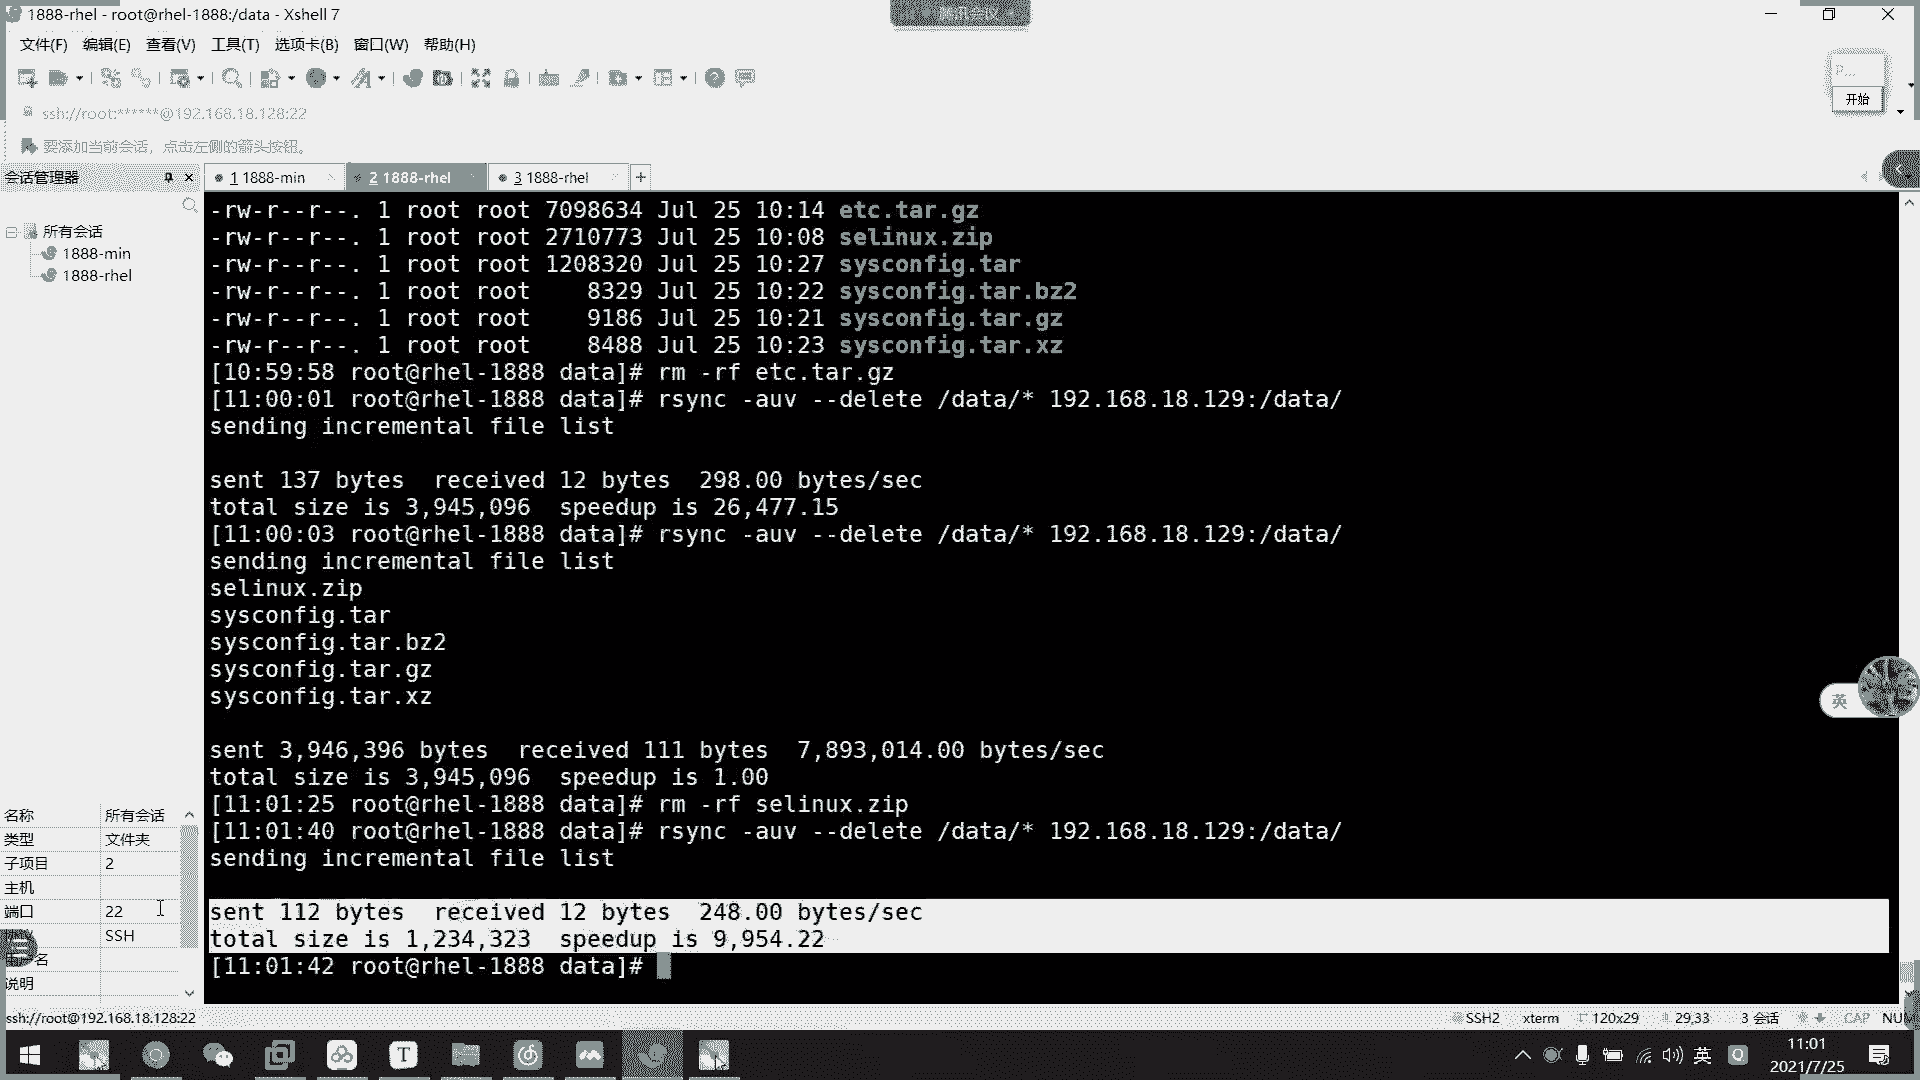 1888-rhel - root@rhel-1888:/data - Xshell 7
腾讯会议
文件(F) 编辑(E) 查看(V) 工具(T) 选项卡(B) 窗口(W) 帮助(H)
P...
开始
ssh://root:******@192.168.18.128:22
要添加当前会话，点击左侧的箭头按钮。
会话管理器
1 1888-min
2 1888-rhel
3 1888-rhel
所有会话
1888-min
1888-rhel
-rw-r--r--. 1 root root 7098634 Jul 25 10:14 etc.tar.gz
-rw-r--r--. 1 root root 2710773 Jul 25 10:08 selinux.zip
-rw-r--r--. 1 root root 1208320 Jul 25 10:27 sysconfig.tar
-rw-r--r--. 1 root root    8329 Jul 25 10:22 sysconfig.tar.bz2
-rw-r--r--. 1 root root    9186 Jul 25 10:21 sysconfig.tar.gz
-rw-r--r--. 1 root root    8488 Jul 25 10:23 sysconfig.tar.xz
[10:59:58 root@rhel-1888 data]# rm -rf etc.tar.gz
[11:00:01 root@rhel-1888 data]# rsync -auv --delete /data/* 192.168.18.129:/data/
sending incremental file list
sent 137 bytes  received 12 bytes  298.00 bytes/sec
total size is 3,945,096  speedup is 26,477.15
[11:00:03 root@rhel-1888 data]# rsync -auv --delete /data/* 192.168.18.129:/data/
sending incremental file list
selinux.zip
sysconfig.tar
sysconfig.tar.bz2
sysconfig.tar.gz
sysconfig.tar.xz
sent 3,946,396 bytes  received 111 bytes  7,893,014.00 bytes/sec
total size is 3,945,096  speedup is 1.00
[11:01:25 root@rhel-1888 data]# rm -rf selinux.zip
[11:01:40 root@rhel-1888 data]# rsync -auv --delete /data/* 192.168.18.129:/data/
sending incremental file list
sent 112 bytes  received 12 bytes  248.00 bytes/sec
total size is 1,234,323  speedup is 9,954.22
[11:01:42 root@rhel-1888 data]#
英
名称 所有会话
类型 文件夹
子项目 2
主机
端口 22
SSH
名
说明
ssh://root@192.168.18.128:22
SSH2 xterm 120x29 29,33 3 会话 CAP NUM
英
11:01
2021/7/25